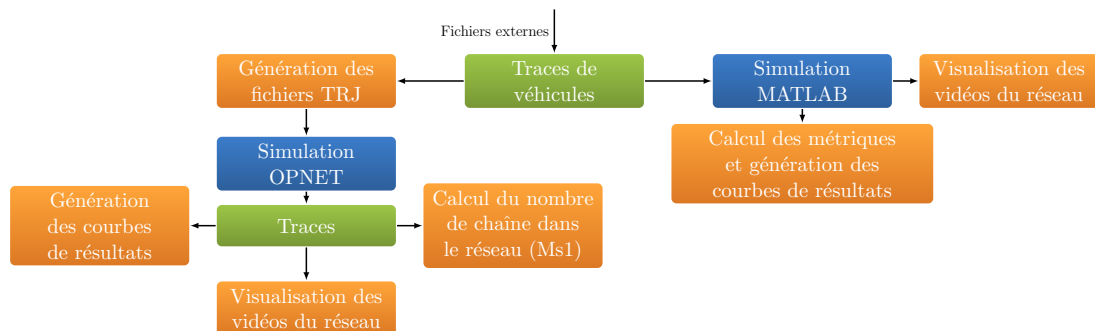 Fichiers externes
Génération des
fichiers TRJ
Traces de
véhicules
Simulation
MATLAB
Visualisation des
vidéos du réseau
Simulation
OPNET
Calcul des métriques
et génération des
courbes de résultats
Génération
des courbes
de résultats
Traces
Calcul du nombre
de chaîne dans
le réseau (Ms1)
Visualisation des
vidéos du réseau